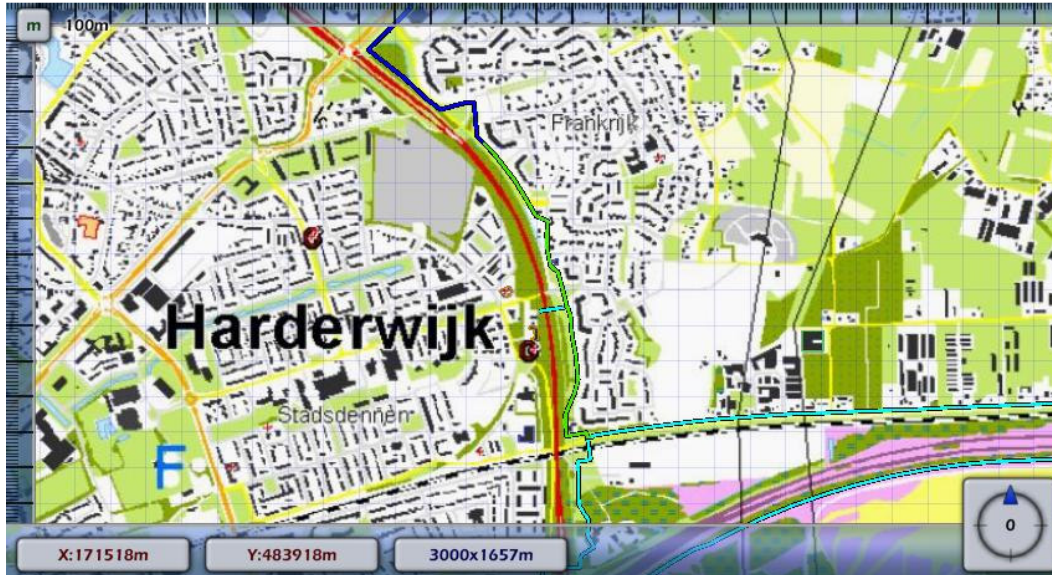 m
100m
Frankrijk
Harderwijk
Stadsdennen
F
0
X:171518m
Y:483918m
3000x1657m